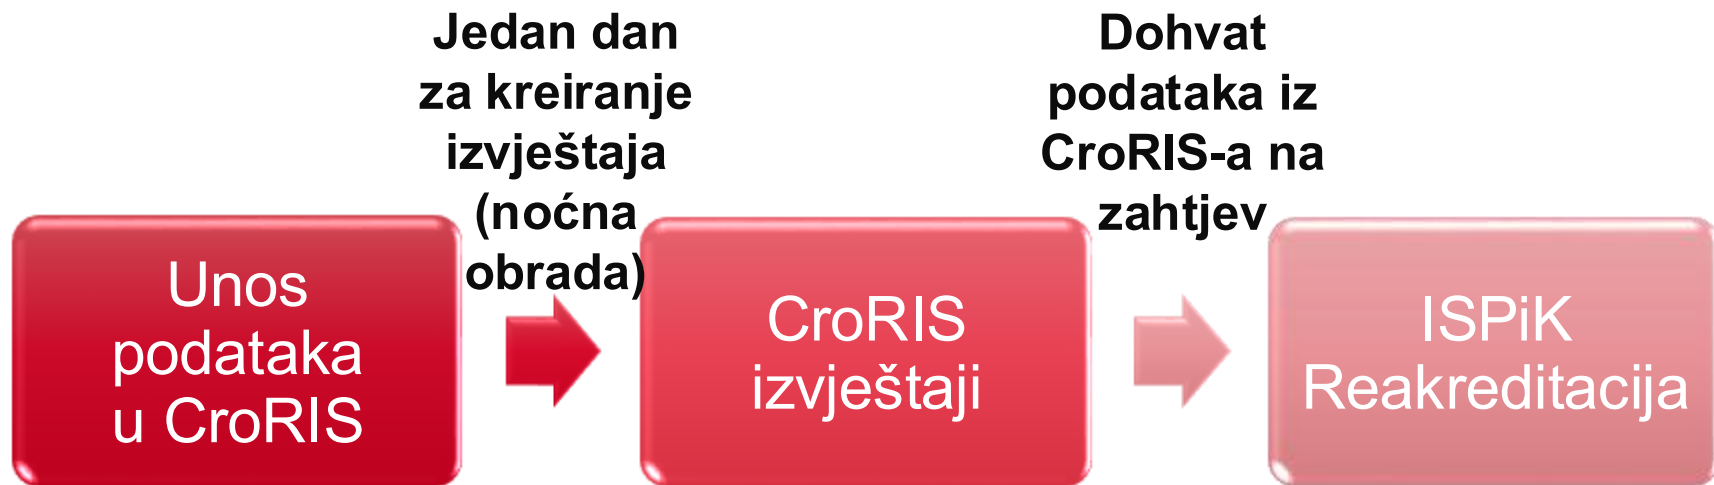 Jedan dan
za kreiranje
izvještaja
(noćna
obrada)
Dohvat
podataka iz
CroRIS-a na
zahtjev
Unos
podataka
u CroRIS
CroRIS
izvještaji
ISPiK
Reakreditacija